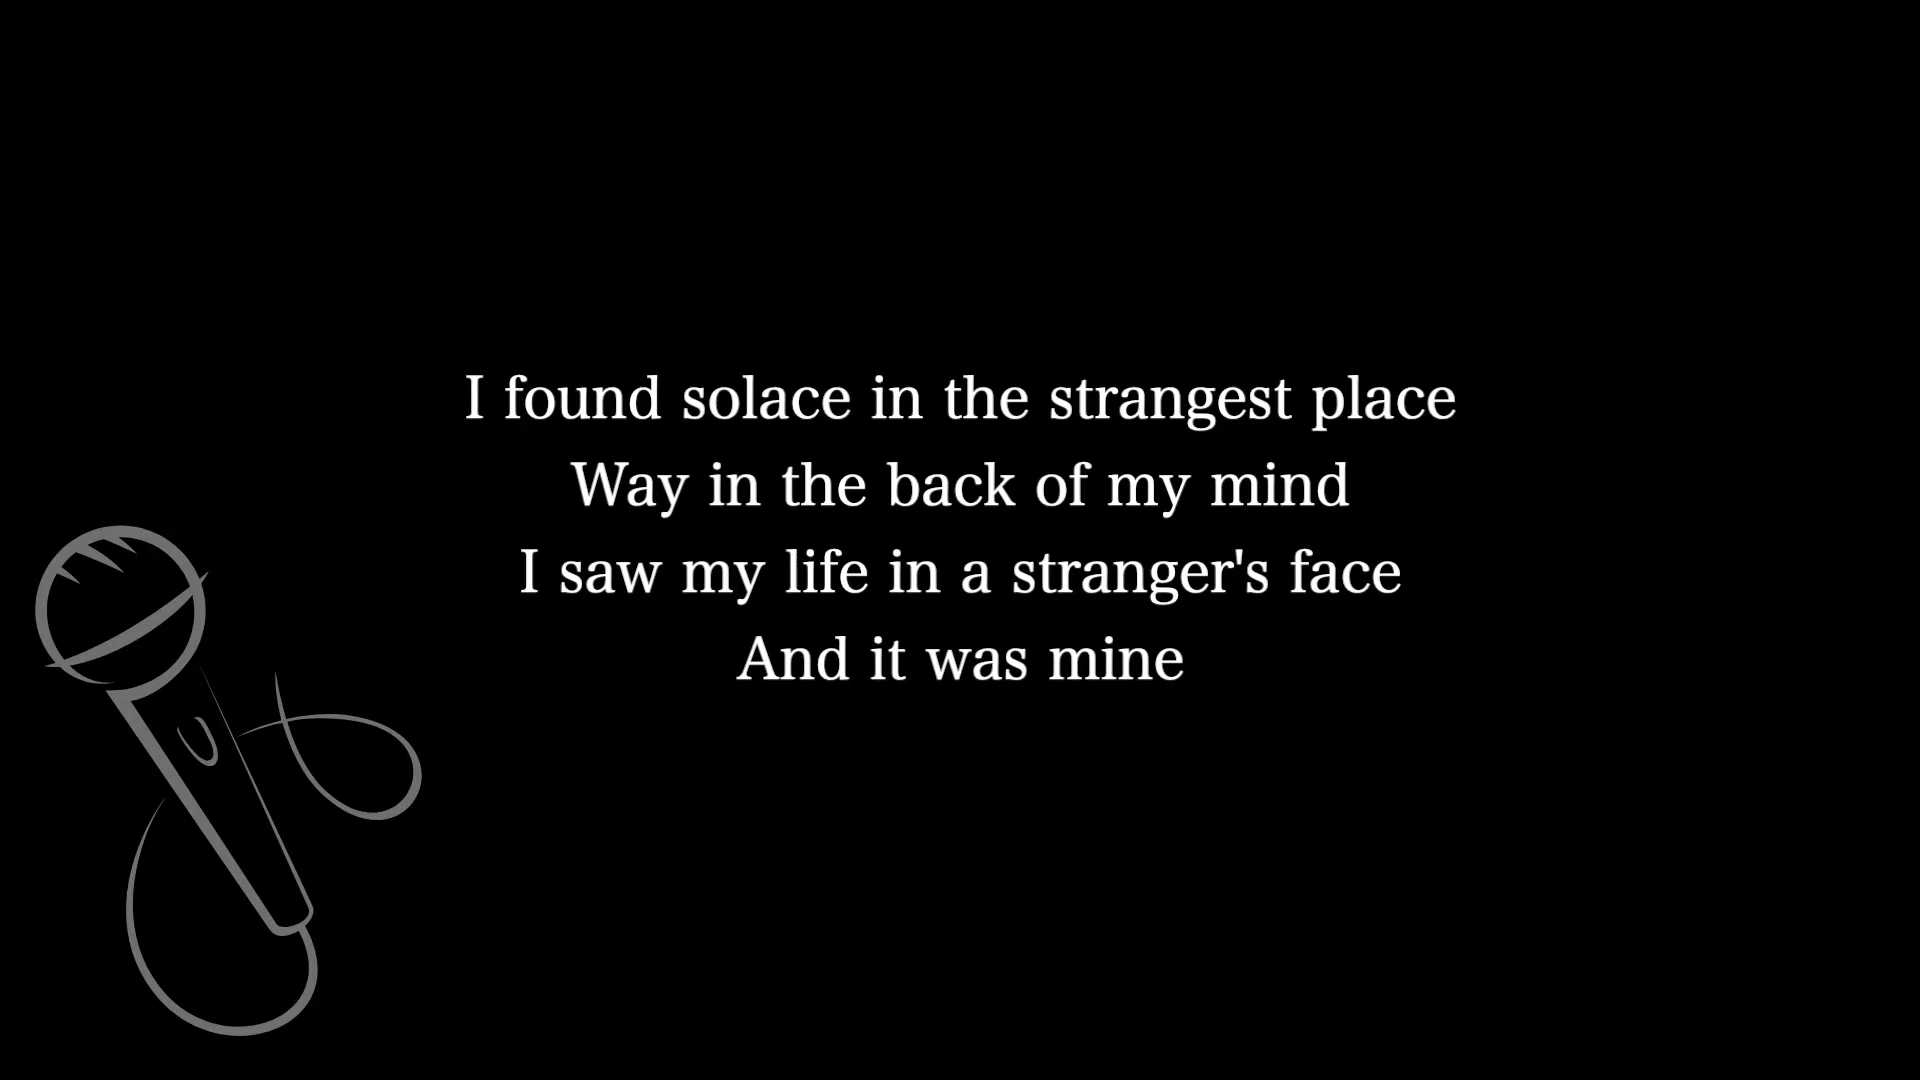 I found solace in the strangest place
Way in the back of my mind
I saw my life in a stranger's face
And it was mine